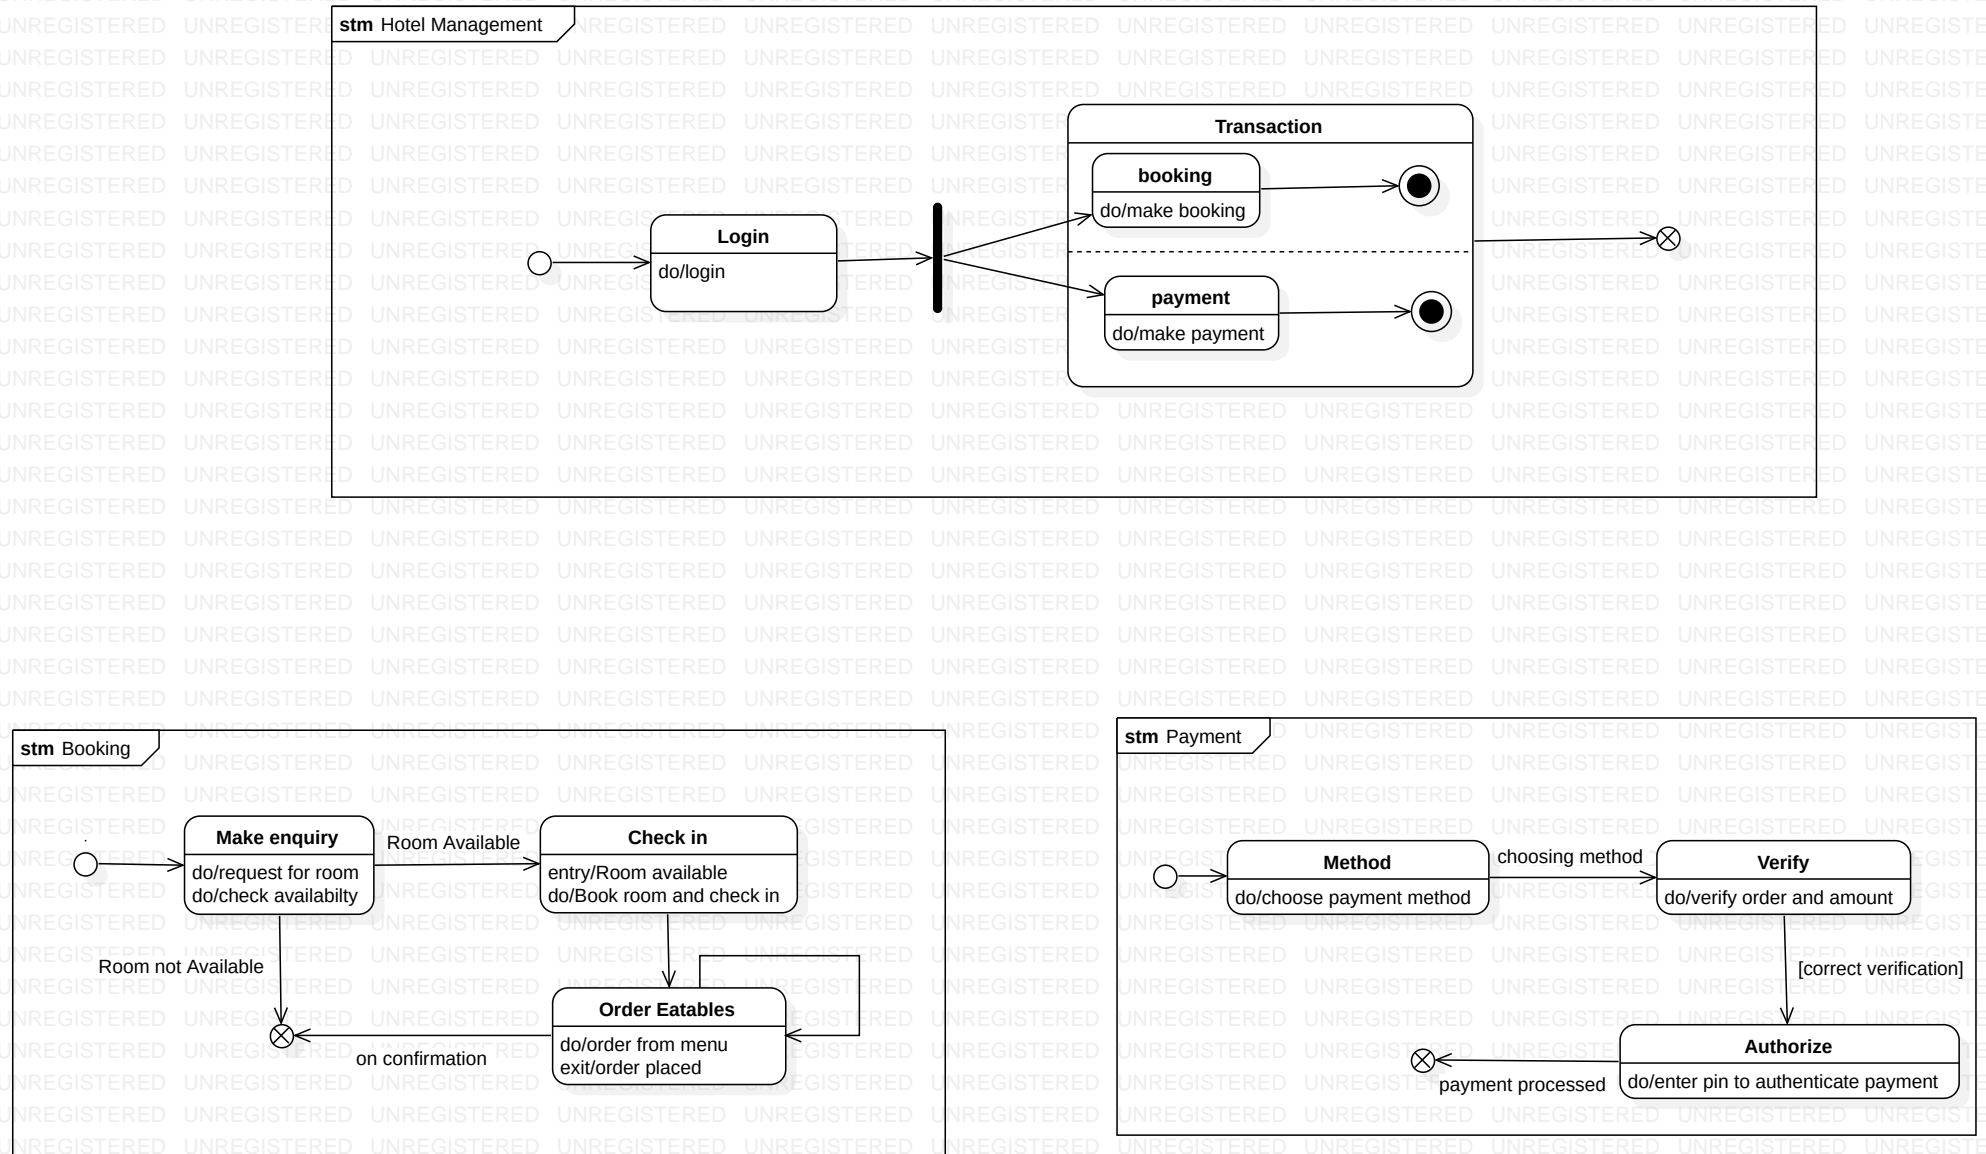 stm Hotel Management
Transaction
booking
do/make booking
Login
do/login
payment
do/make payment
stm Booking
Make enquiry
do/request for room
do/check availabilty
Room Available
Check in
entry/Room available
do/Book room and check in
Room not Available
Order Eatables
do/order from menu
exit/order placed
on confirmation
stm Payment
Method
do/choose payment method
choosing method
Verify
do/verify order and amount
[correct verification]
Authorize
do/enter pin to authenticate payment
payment processed
UNREGISTERED